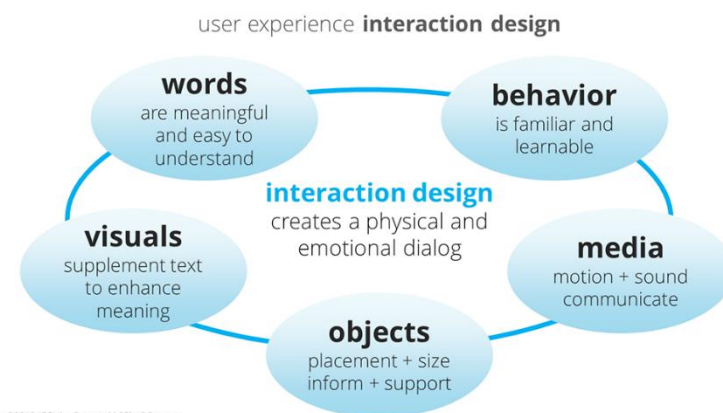 user experience interaction design
words
are meaningful
and easy to
understand
behavior
is familiar and
learnable
interaction design
creates a physical and
emotional dialog
visuals
supplement text
to enhance
meaning
media
motion + sound
communicate
objects
placement + size
inform + support